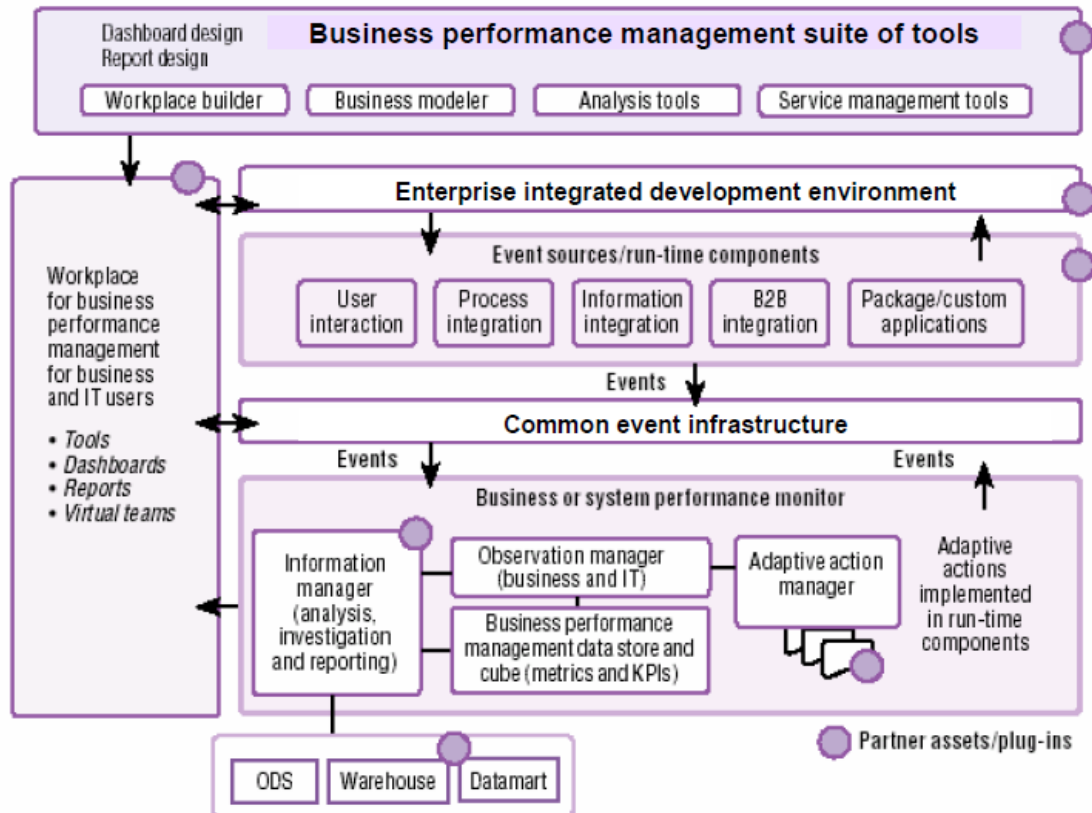 Dashboard design
Report design
Business performance management suite of tools
Workplace builder
Business modeler
Analysis tools
Service management tools
Enterprise integrated development environment
Event sources/run-time components
User
interaction
Process
integration
Information
integration
B2B
integration
Package/custom
applications
Workplace
for business
performance
management
for business
and IT users
• Tools
• Dashboards
• Reports
• Virtual teams
Events
Common event infrastructure
Events
Events
Business or system performance monitor
Information
manager
(analysis,
investigation
and reporting)
Observation manager
(business and IT)
Business performance
management data store and
cube (metrics and KPIs)
Adaptive action
manager
Adaptive
actions
implemented
in run-time
components
Partner assets/plug-ins
ODS
Warehouse
Datamart